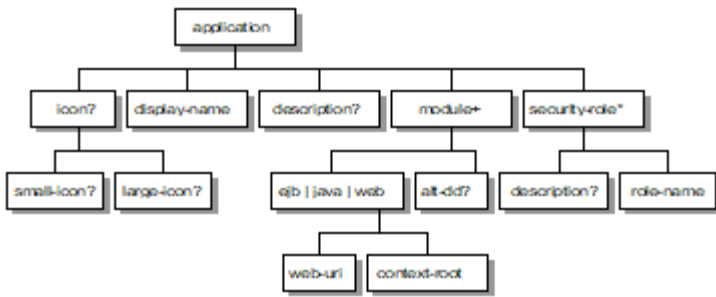 application
icon?
display-name
description?
module+
security-role*
small-icon?
large-icon?
ejb | java | web
alt-dd?
description?
role-name
web-uri
context-root